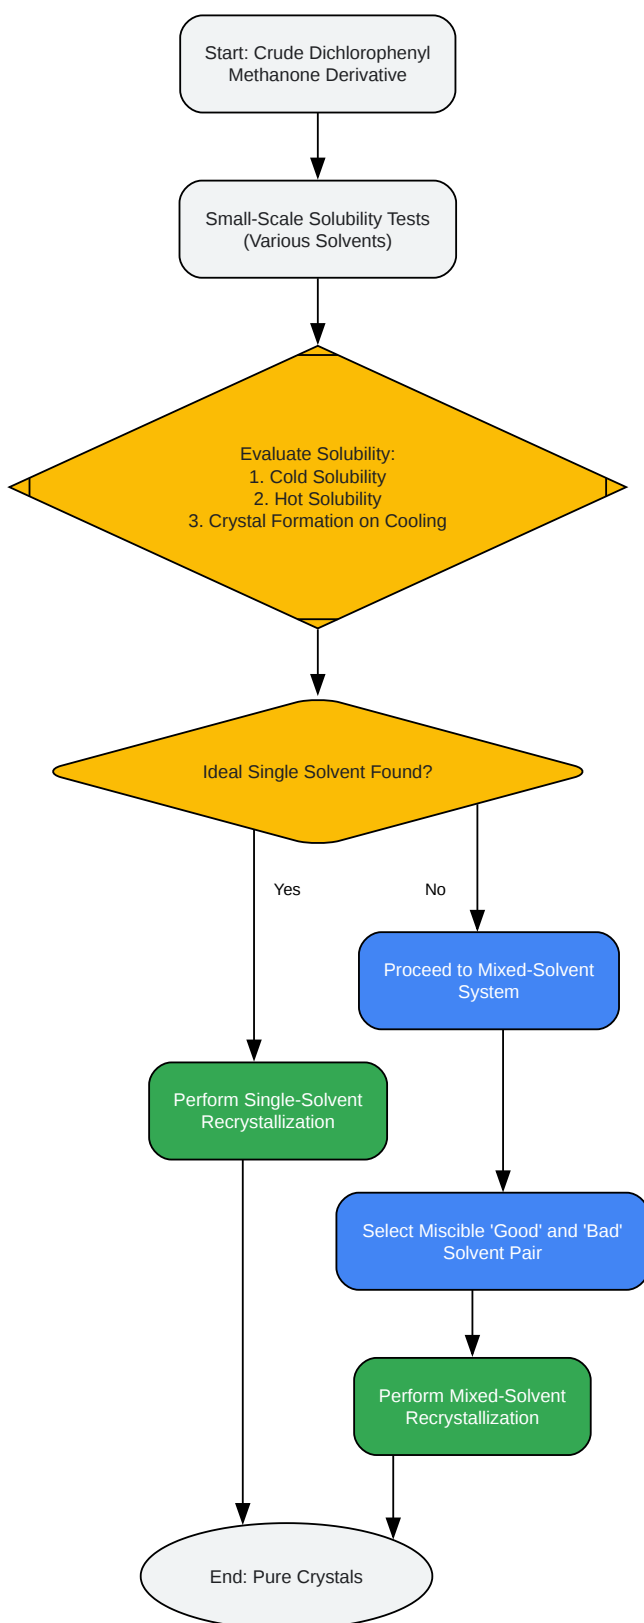 Start: Crude Dichlorophenyl
Methanone Derivative
Small-Scale Solubility Tests
(Various Solvents)
Evaluate Solubility:
1. Cold Solubility
2. Hot Solubility
3. Crystal Formation on Cooling
Ideal Single Solvent Found?
Yes
No
Proceed to Mixed-Solvent
System
Perform Single-Solvent
Recrystallization
Select Miscible 'Good' and 'Bad'
Solvent Pair
Perform Mixed-Solvent
Recrystallization
End: Pure Crystals